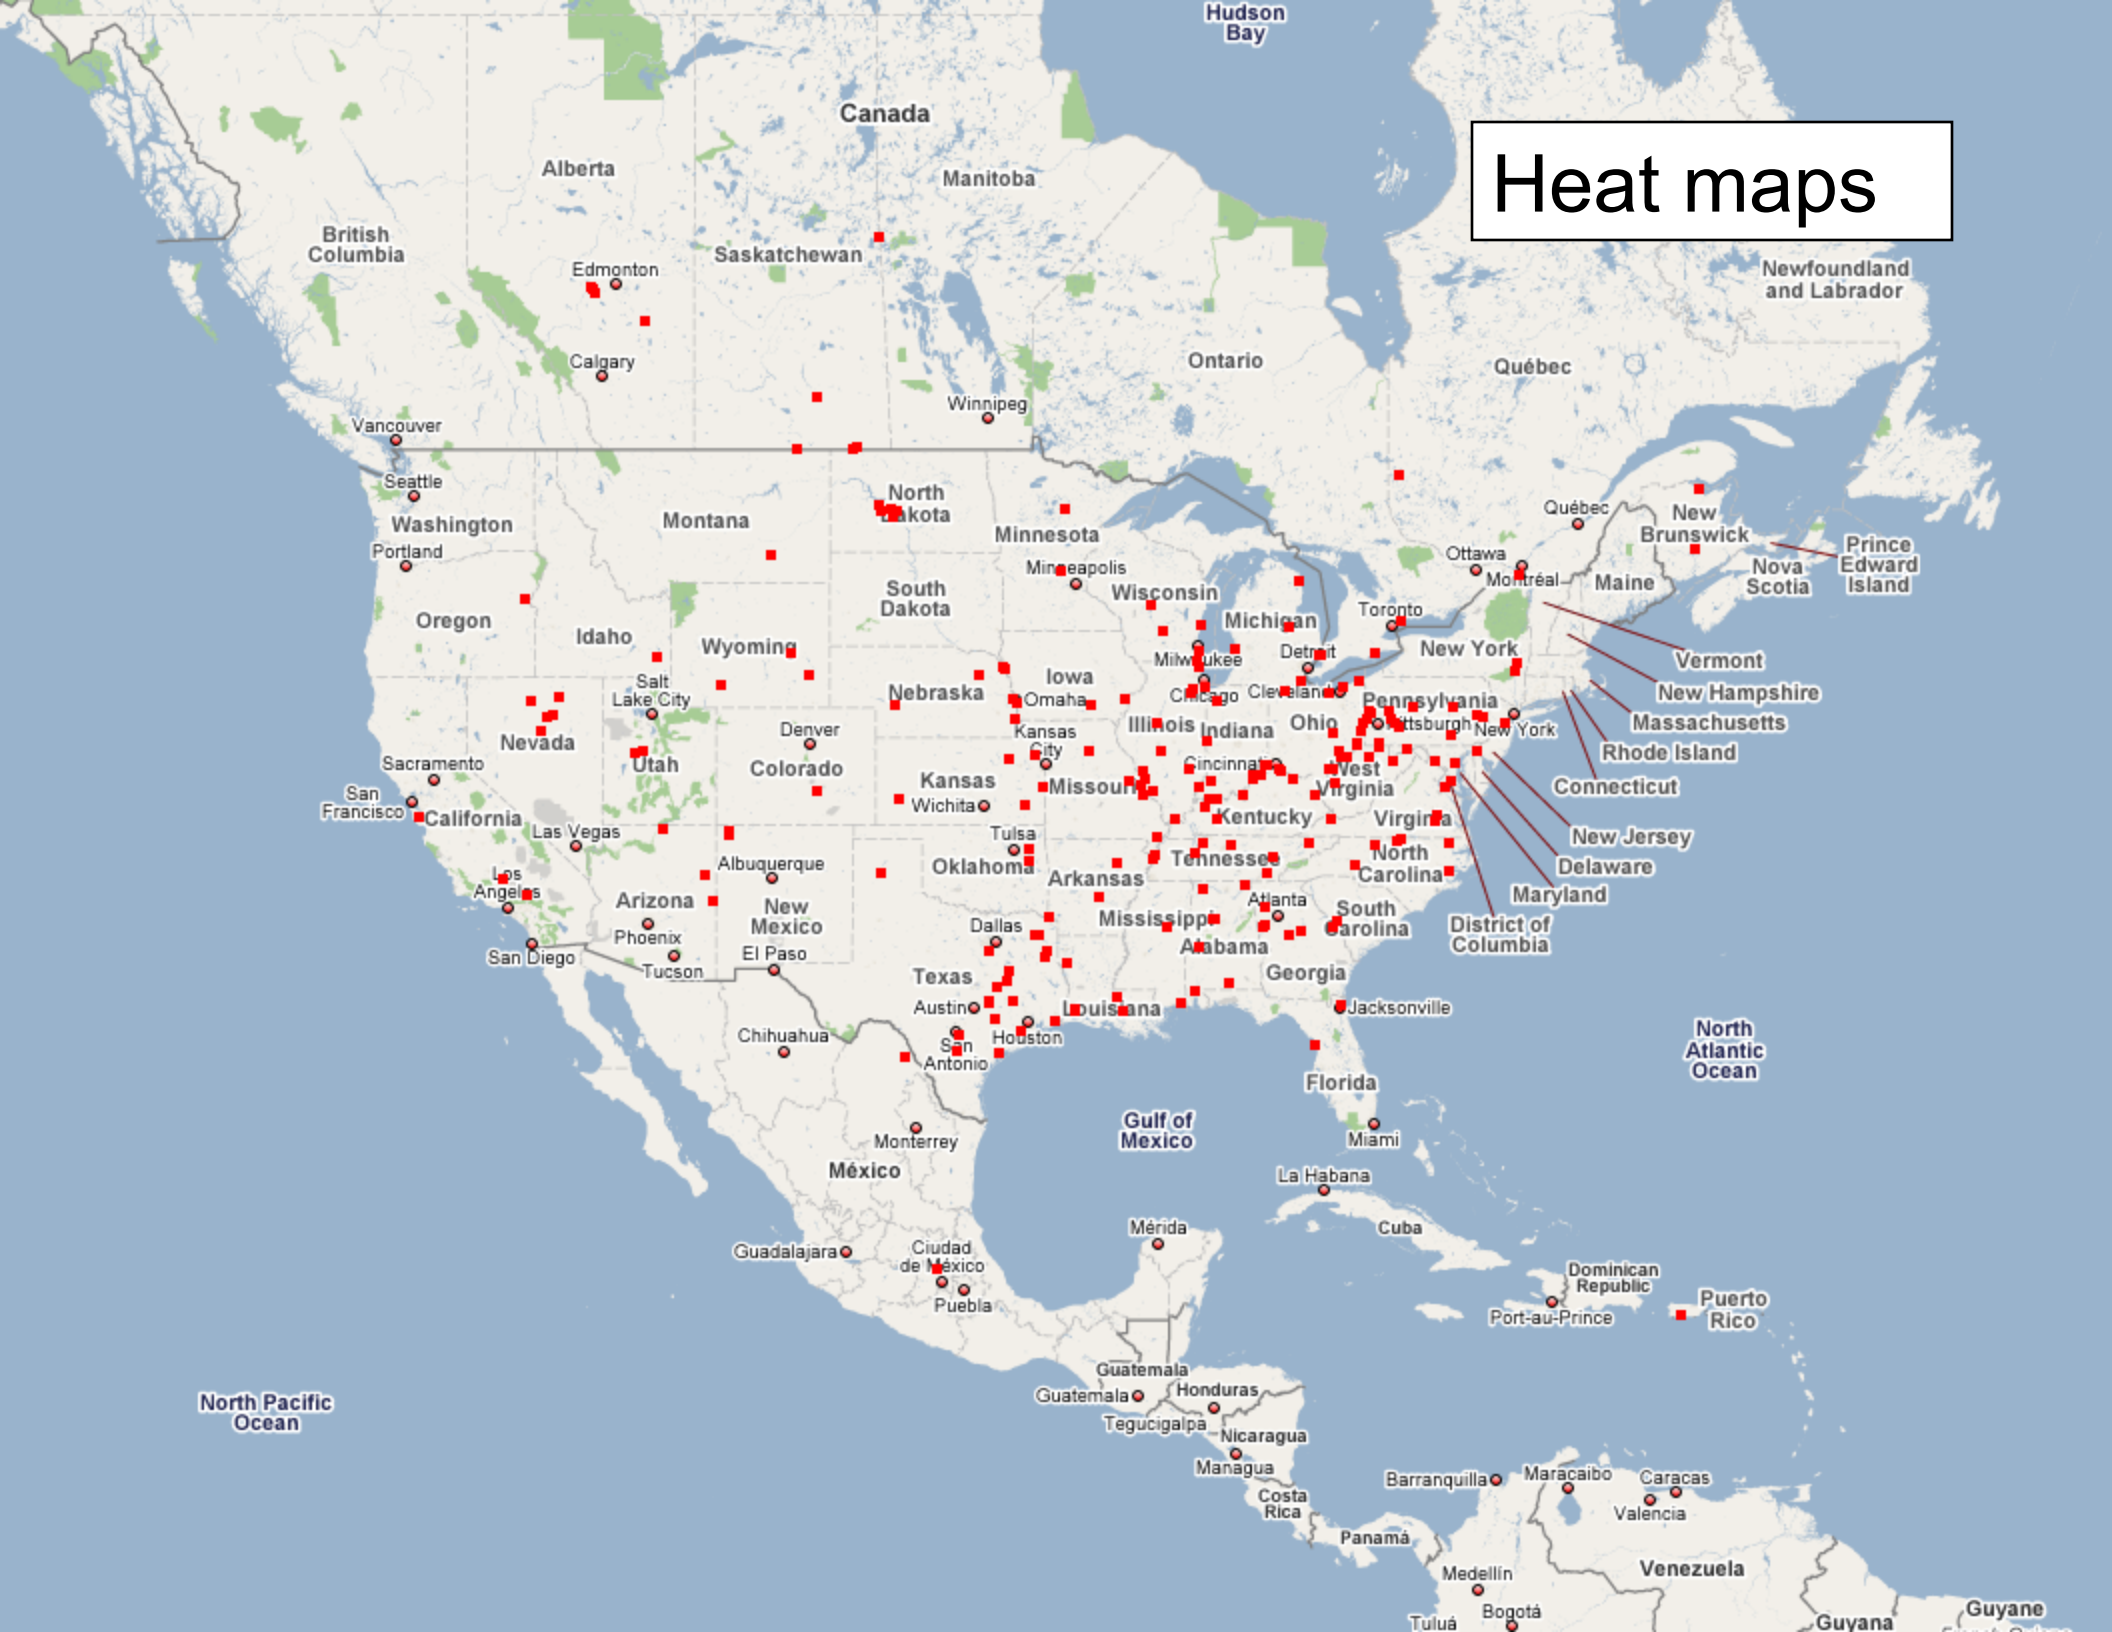 Hudson
Bay
Canada
Heat maps
Alberta
Manitoba
British
Columbia
Saskatchewan
Edmonton
Newfoundland
and Labrador
Calgary
Ontario
Québec
Winnipeg
Vancouver
Seattle
North
Dakota
Québec
New
Brunswick
Washington
Montana
Minnesota
Portland
Minneapolis
Ottawa
Montréal
Prince
Edward
Island
Nova
Scotia
Maine
South
Dakota
Wisconsin
Oregon
Idaho
Wyoming
Michigan
Toronto
New York
Milwaukee
Detroit
Vermont
Salt
Lake City
Iowa
Nebraska
Omaha
Chicago
Cleveland
Pennsylvania
New Hampshire
Massachusetts
Illinois
Indiana
Ohio
Pittsburgh
New York
Nevada
Denver
Kansas
City
Rhode Island
Sacramento
Utah
Colorado
Kansas
Missouri
Cincinnati
West
Virginia
Connecticut
San
Francisco
California
Wichita
Las Vegas
Tulsa
Kentucky
Virginia
New Jersey
Albuquerque
Oklahoma
Tennessee
North
Carolina
Delaware
Los
Angeles
Arkansas
Maryland
Arizona
New
Mexico
Atlanta
South
Carolina
Mississippi
Dallas
District of
Columbia
Phoenix
Alabama
San Diego
El Paso
Tucson
Texas
Georgia
Austin
Louisiana
Jacksonville
Chihuahua
Houston
San
Antonio
North
Atlantic
Ocean
Florida
Gulf of
Mexico
Monterrey
Miami
México
La Habana
Mérida
Cuba
Guadalajara
Ciudad
de México
Puebla
Dominican
Republic
Port-au-Prince
Puerto
Rico
Guatemala
Guatemala
Honduras
North Pacific
Ocean
Tegucigalpa
Nicaragua
Managua
Barranquilla
Maracaibo
Caracas
Valencia
Costa
Rica
Panamá
Medellín
Venezuela
Bogotá
Tuluá
Guyana
Guyane